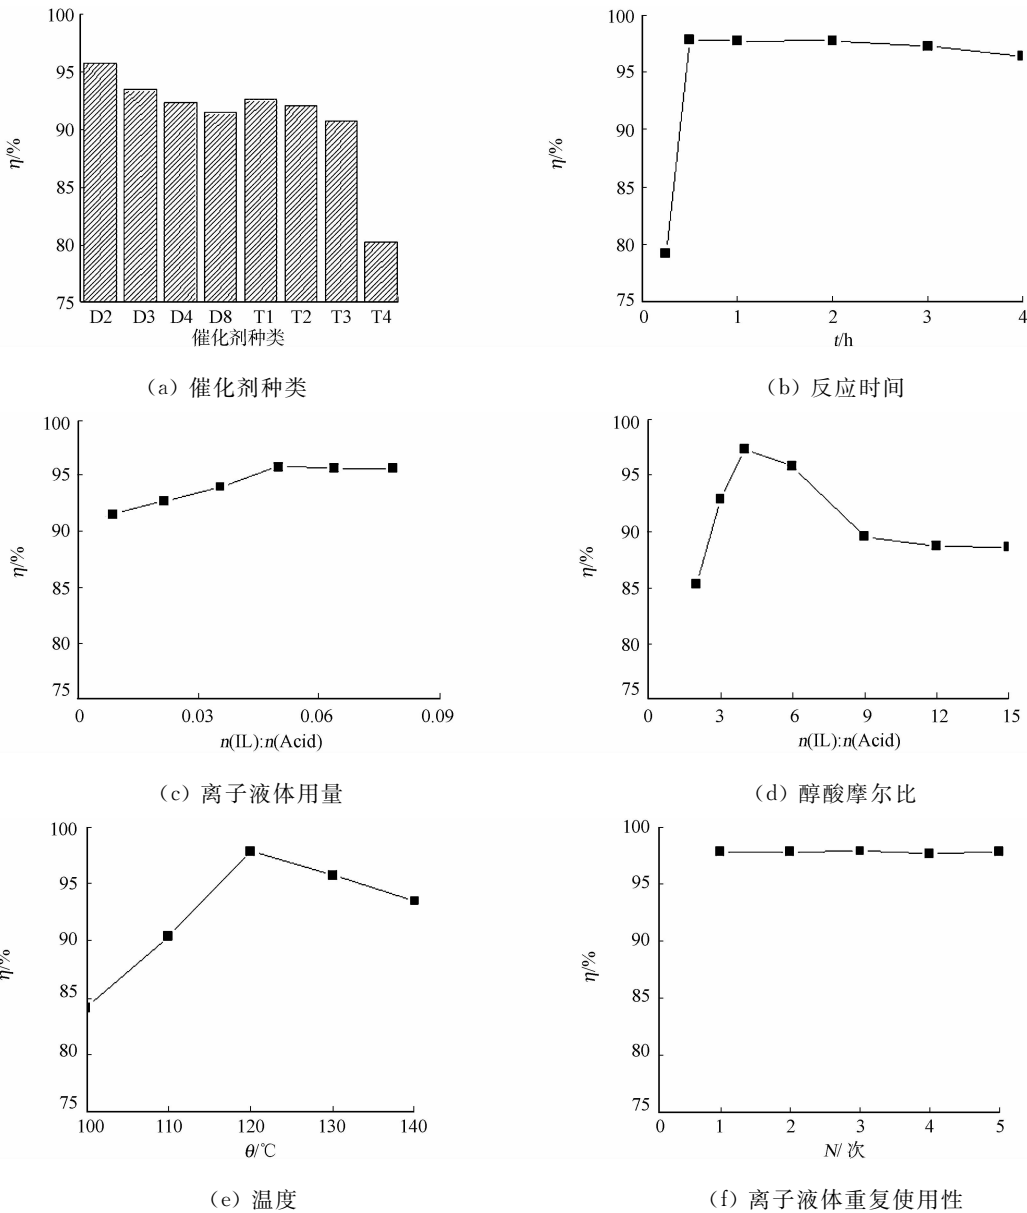 100
95
90
85
80
75
η/%
D2 D3 D4 D8 T1 T2 T3 T4
催化剂种类
(a) 催化剂种类
100
95
90
85
80
75
η/%
0 1 2 3 4
t/h
(b) 反应时间
100
95
90
85
80
75
η/%
0 0.03 0.06 0.09
n(IL):n(Acid)
(c) 离子液体用量
100
95
90
85
80
75
η/%
0 3 6 9 12 15
n(IL):n(Acid)
(d) 醇酸摩尔比
100
95
90
85
80
75
η/%
100 110 120 130 140
θ/℃
(e) 温度
100
95
90
85
80
75
η/%
0 1 2 3 4 5
N/ 次
(f) 离子液体重复使用性